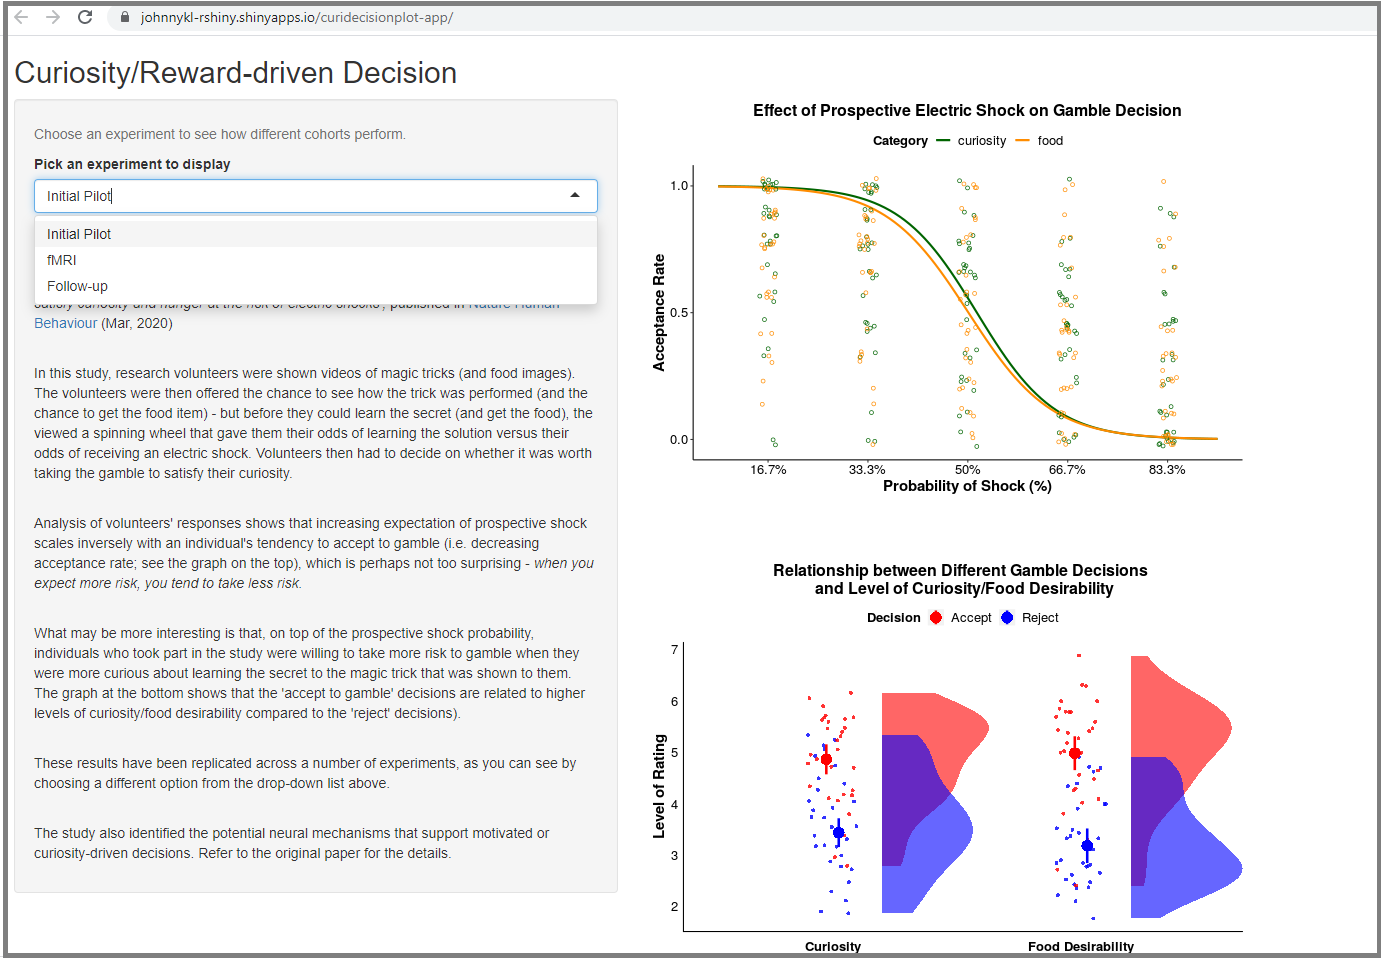 johnnykl-rshiny.shinyapps.io/curidecisionplot-app/
Curiosity/Reward-driven Decision
Choose an experiment to see how different cohorts perform.
Pick an experiment to display
Initial Pilot
Initial Pilot
fMRI
Follow-up
satisfy curiosity and hunger at the risk of electric shocks', published in Nature Human
Behaviour (Mar, 2020)
In this study, research volunteers were shown videos of magic tricks (and food images).
The volunteers were then offered the chance to see how the trick was performed (and the
chance to get the food item) - but before they could learn the secret (and get the food), the
viewed a spinning wheel that gave them their odds of learning the solution versus their
odds of receiving an electric shock. Volunteers then had to decide on whether it was worth
taking the gamble to satisfy their curiosity.
Analysis of volunteers' responses shows that increasing expectation of prospective shock
scales inversely with an individual's tendency to accept to gamble (i.e. decreasing
acceptance rate; see the graph on the top), which is perhaps not too surprising - when you
expect more risk, you tend to take less risk.
What may be more interesting is that, on top of the prospective shock probability,
individuals who took part in the study were willing to take more risk to gamble when they
were more curious about learning the secret to the magic trick that was shown to them.
The graph at the bottom shows that the 'accept to gamble' decisions are related to higher
levels of curiosity/food desirability compared to the 'reject' decisions).
These results have been replicated across a number of experiments, as you can see by
choosing a different option from the drop-down list above.
The study also identified the potential neural mechanisms that support motivated or
curiosity-driven decisions. Refer to the original paper for the details.
Effect of Prospective Electric Shock on Gamble Decision
Category curiosity food
Acceptance Rate
1.0
0.5
0.0
16.7% 33.3% 50% 66.7% 83.3%
Probability of Shock (%)
Relationship between Different Gamble Decisions
and Level of Curiosity/Food Desirability
Decision Accept Reject
Level of Rating
7
6
5
4
3
2
Curiosity Food Desirability